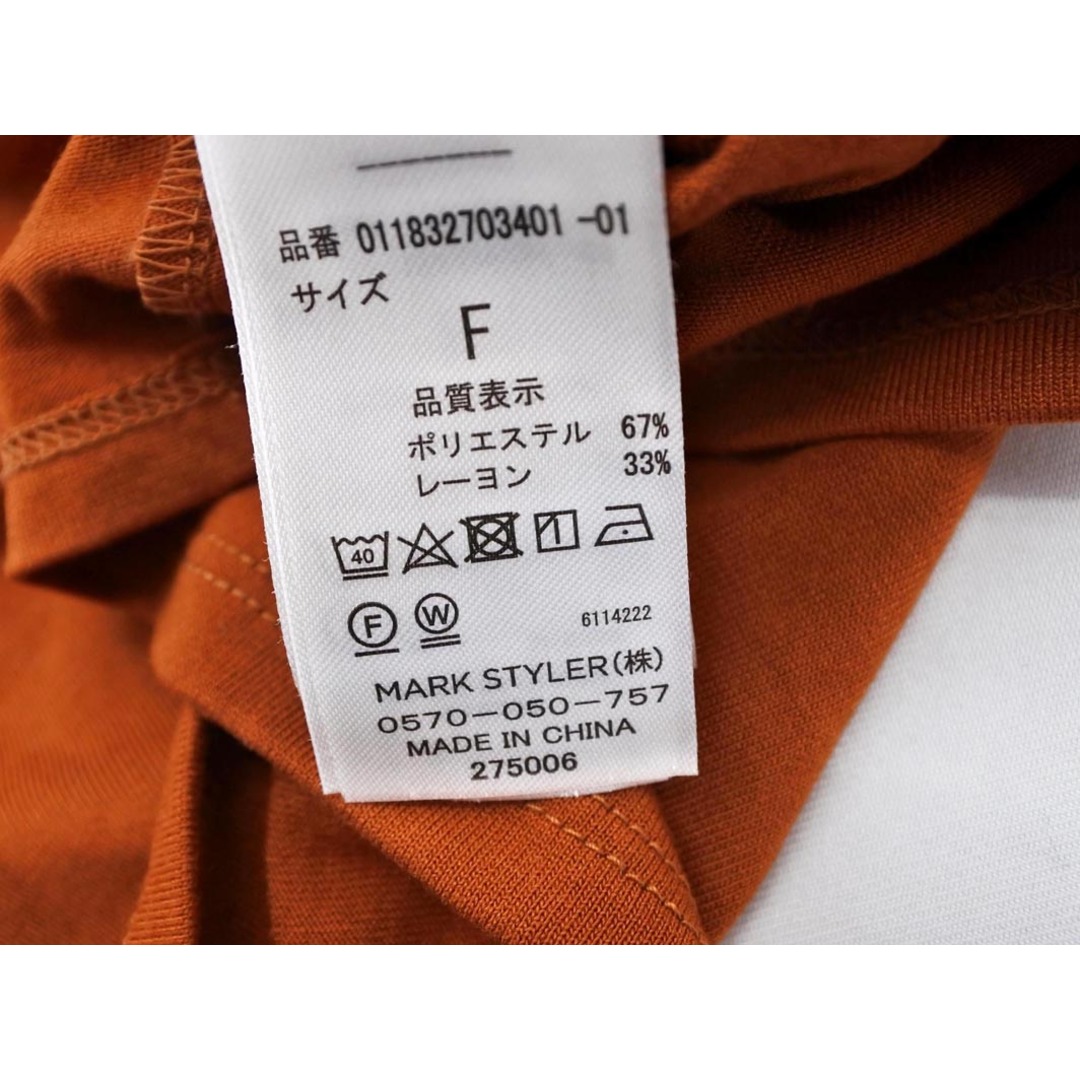 品番 011832703401 -01
サイズ
F
品質表示
ポリエステル 67%
レーヨン 33%
40
F W 6114222
MARK STYLER(株)
0570-050-757
MADE IN CHINA
275006